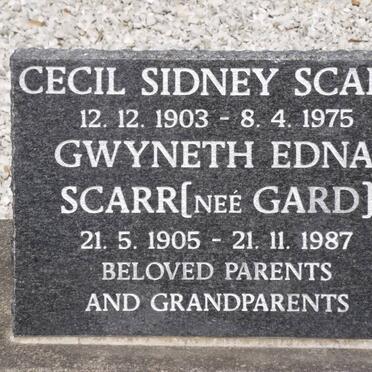 CECIL SIDNEY SCAR
12. 12. 1903 - 8. 4. 1975
GWYNETH EDNA
SCARR[NEÉ GARD]
21. 5. 1905 - 21. 11. 1987
BELOVED PARENTS
AND GRANDPARENTS